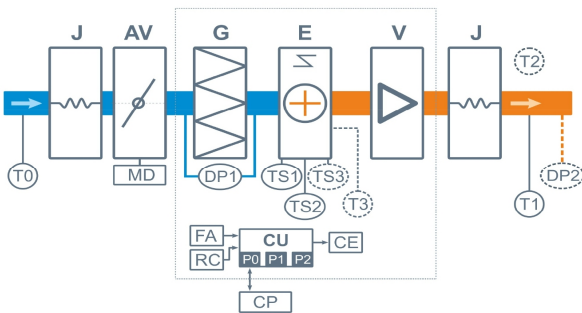 J AV G E V J
T2
T0 MD DP1 TS1 TS3 DP2
TS2 T3 T1
FA CU CE
RC P0 P1 P2
CP